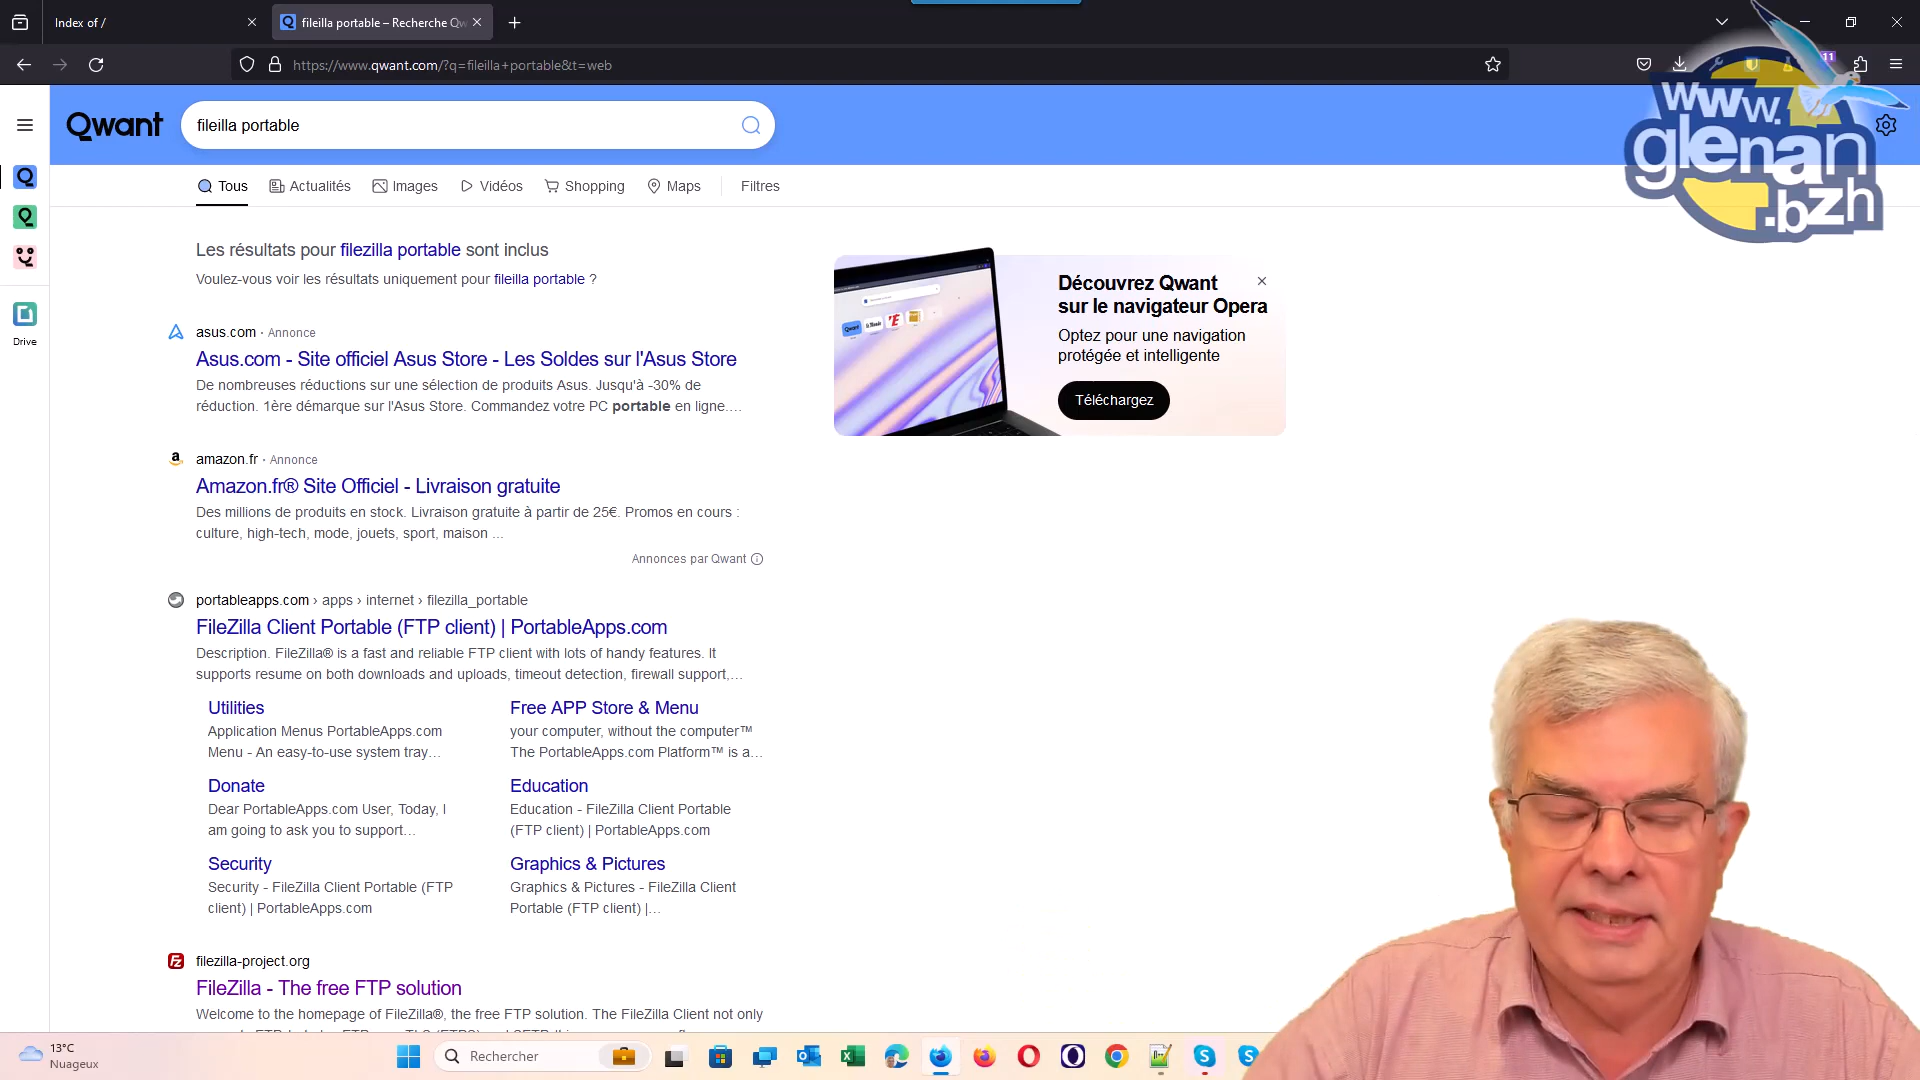 Index of /
fileilla portable – Recherche Qw
https://www.qwant.com/?q=fileilla+portable&t=web
11
www.
glenan
.bzh
Qwant
fileilla portable
Tous
Actualités
Images
Vidéos
Shopping
Maps
Filtres
Drive
Les résultats pour filezilla portable sont inclus
Voulez-vous voir les résultats uniquement pour fileilla portable ?
asus.com · Annonce
Asus.com - Site officiel Asus Store - Les Soldes sur l'Asus Store
De nombreuses réductions sur une sélection de produits Asus. Jusqu'à -30% de
réduction. 1ère démarque sur l'Asus Store. Commandez votre PC portable en ligne....
amazon.fr · Annonce
Amazon.fr® Site Officiel - Livraison gratuite
Des millions de produits en stock. Livraison gratuite à partir de 25€. Promos en cours :
culture, high-tech, mode, jouets, sport, maison ...
Annonces par Qwant
Découvrez Qwant
sur le navigateur Opera
Optez pour une navigation
protégée et intelligente
Téléchargez
portableapps.com › apps › internet › filezilla_portable
FileZilla Client Portable (FTP client) | PortableApps.com
Description. FileZilla® is a fast and reliable FTP client with lots of handy features. It
supports resume on both downloads and uploads, timeout detection, firewall support,...
Utilities
Application Menus PortableApps.com
Menu - An easy-to-use system tray...
Free APP Store & Menu
your computer, without the computer™
The PortableApps.com Platform™ is a...
Donate
Dear PortableApps.com User, Today, I
am going to ask you to support...
Education
Education - FileZilla Client Portable
(FTP client) | PortableApps.com
Security
Security - FileZilla Client Portable (FTP
client) | PortableApps.com
Graphics & Pictures
Graphics & Pictures - FileZilla Client
Portable (FTP client) |...
filezilla-project.org
FileZilla - The free FTP solution
Welcome to the homepage of FileZilla®, the free FTP solution. The FileZilla Client not only
13°C
Nuageux
Rechercher